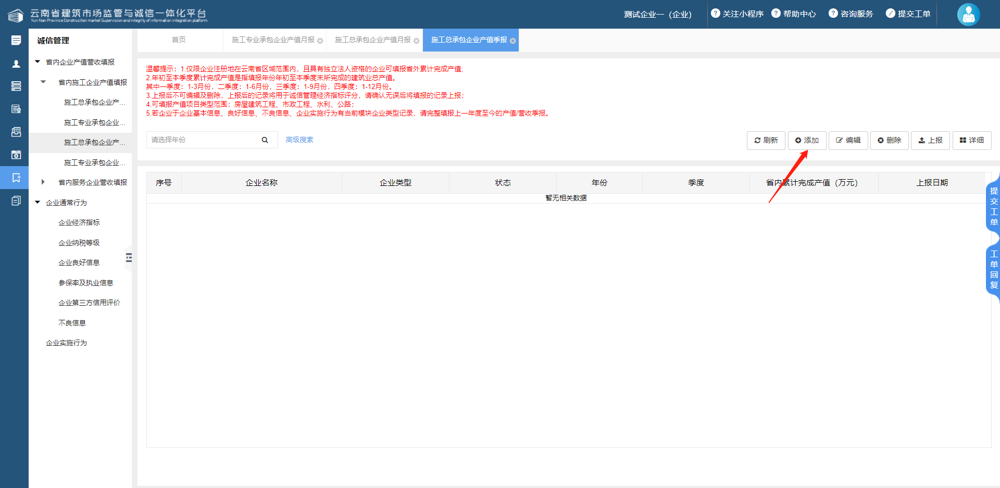 云南省建筑市场监管与诚信一体化平台
Yun Nan Province Construciton market Supervision and integrity of information integration platform
测试企业一（企业）
关注小程序
帮助中心
咨询服务
提交工单
诚信管理
省内企业产值营收填报
省内施工企业产值填报
施工总承包企业产...
施工专业承包企业...
施工总承包企业产...
施工专业承包企业...
省内服务企业营收填报
企业通常行为
企业经济指标
企业纳税等级
企业良好信息
参保率及执业信息
企业第三方信用评价
不良信息
企业实施行为
首页
施工专业承包企业产值月报
施工总承包企业产值月报
施工总承包企业产值季报
温馨提示：1.仅限企业注册地在云南省区域范围内，且具有独立法人资格的企业可填报省外累计完成产值;
2.年初至本季度累计完成产值是指填报年份年初至本季度末所完成的建筑业总产值。
其中一季度：1-3月份，二季度：1-6月份，三季度：1-9月份，四季度：1-12月份。
3.上报后不可编辑及删除，上报后的记录将用于诚信管理经济指标评分，请确认无误后将填报的记录上报；
4.可填报产值项目类型范围：房屋建筑工程、市政工程、水利、公路；
5.若企业于企业基本信息、良好信息、不良信息、企业实施行为有当前模块企业类型记录，请完整填报上一年度至今的产值/营收季报。
请选择年份
高级搜索
刷新
添加
编辑
删除
上报
详细
序号
企业名称
企业类型
状态
年份
季度
省内累计完成产值（万元）
上报日期
暂无相关数据
提交工单
工单回复